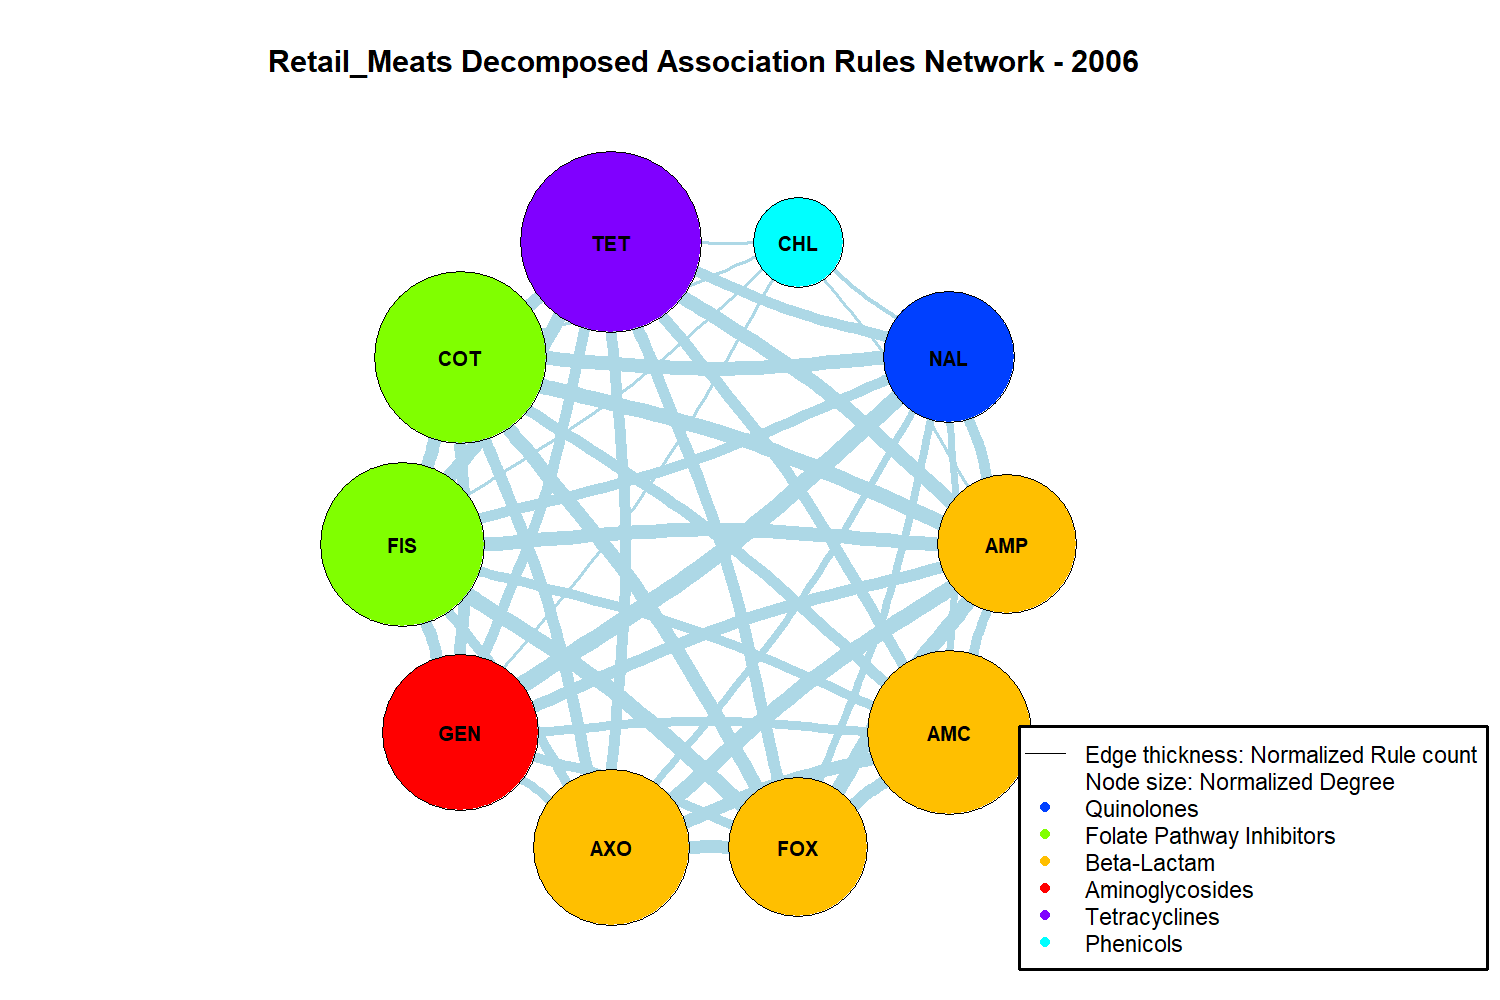 Retail_Meats Decomposed Association Rules Network - 2006
TET
CHL
COT
NAL
FIS
AMP
GEN
AMC
AXO
FOX
Edge thickness: Normalized Rule count
Node size: Normalized Degree
Quinolones
Folate Pathway Inhibitors
Beta-Lactam
Aminoglycosides
Tetracyclines
Phenicols